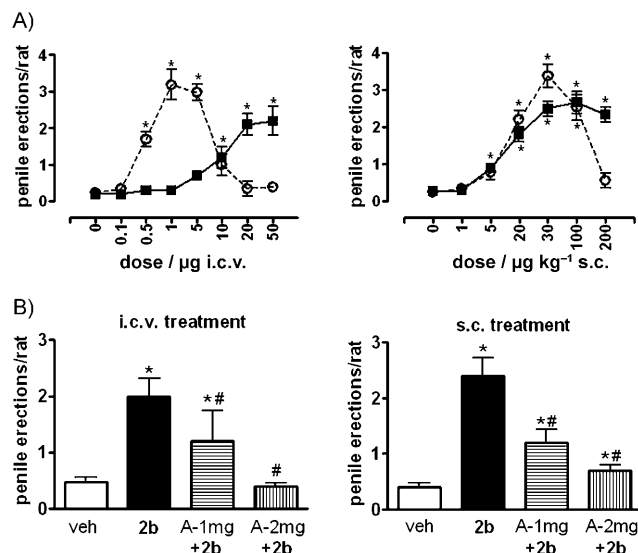 A)
penile erections/rat
4
3
2
1
0
* * * * * * *
0 0.1 0.5 1 5 10 20 50
dose / µg i.c.v.
penile erections/rat
4
3
2
1
0
* * * * * * * * *
0 1 5 20 30 100 200
dose / µg kg⁻¹ s.c.
B)
i.c.v. treatment
penile erections/rat
3
2
1
0
* *# #
veh 2b A-1mg A-2mg
+2b +2b
s.c. treatment
penile erections/rat
3
2
1
0
* *# *#
veh 2b A-1mg A-2mg
+2b +2b